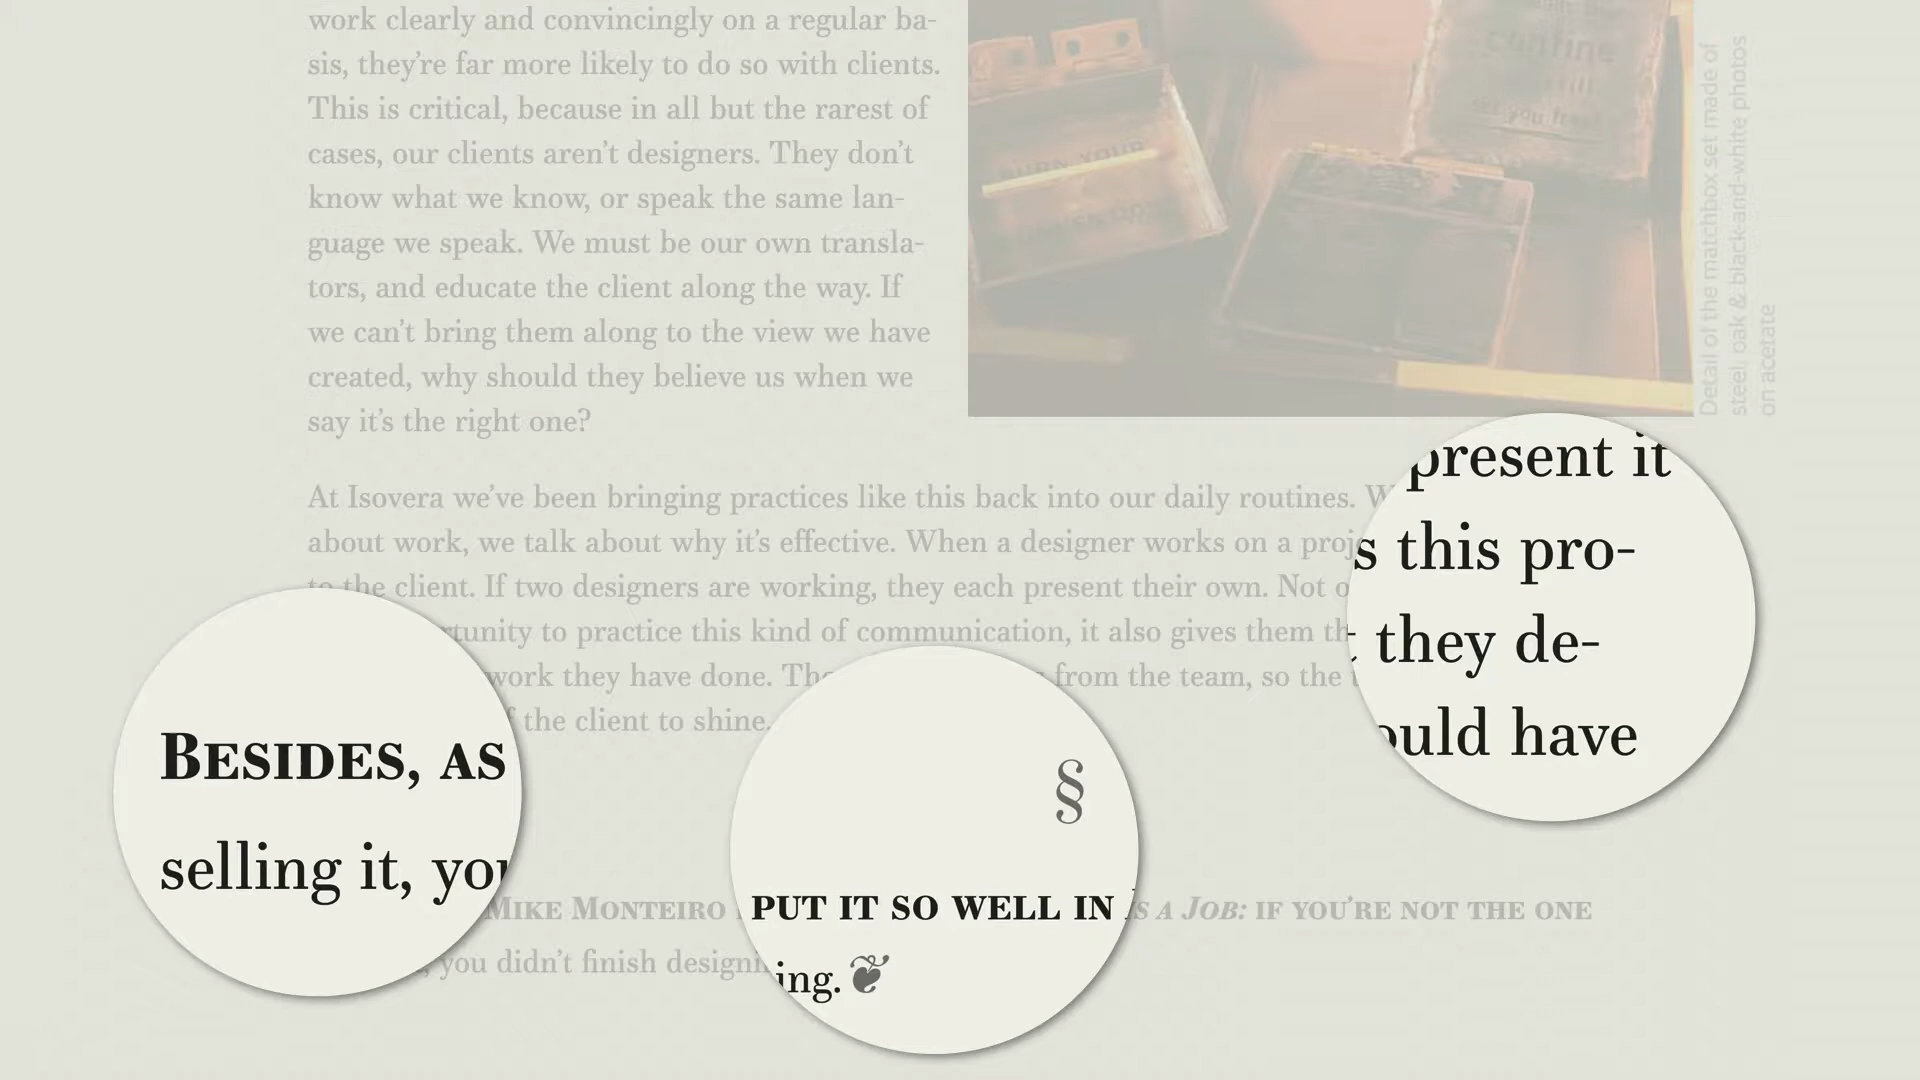 work clearly and convincingly on a regular ba-
sis, they’re far more likely to do so with clients.
This is critical, because in all but the rarest of
cases, our clients aren’t designers. They don’t
know what we know, or speak the same lan-
guage we speak. We must be our own transla-
tors, and educate the client along the way. If
we can’t bring them along to the view we have
created, why should they believe us when we
say it’s the right one?
confine
you
BURN YOUR
Detail of the matchbox set made of
steel, oak & black-and-white photos
on acetate
At Isovera we’ve been bringing practices like this back into our daily routines.
about work, we talk about why it’s effective. When a designer works on a
to the client. If two designers are working, they each present their own. Not
to practice this kind of communication, it also gives them
work they have done. from the team, so the
the client to shine.
present it
this pro-
they de-
have
BESIDES, AS
selling it,
§
MIKE MONTEIRO PUT IT SO WELL IN A JOB: IF YOU’RE NOT THE ONE
you didn’t finish
ing. ❦